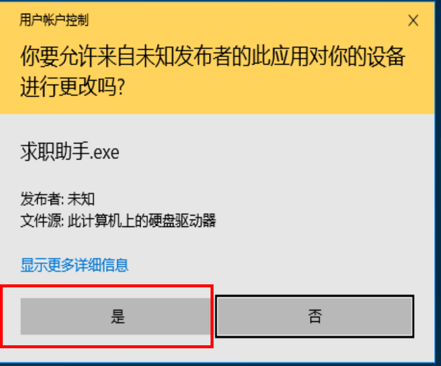 用户帐户控制
你要允许来自未知发布者的此应用对你的设备
进行更改吗?
求职助手.exe
发布者: 未知
文件源: 此计算机上的硬盘驱动器
显示更多详细信息
是
否